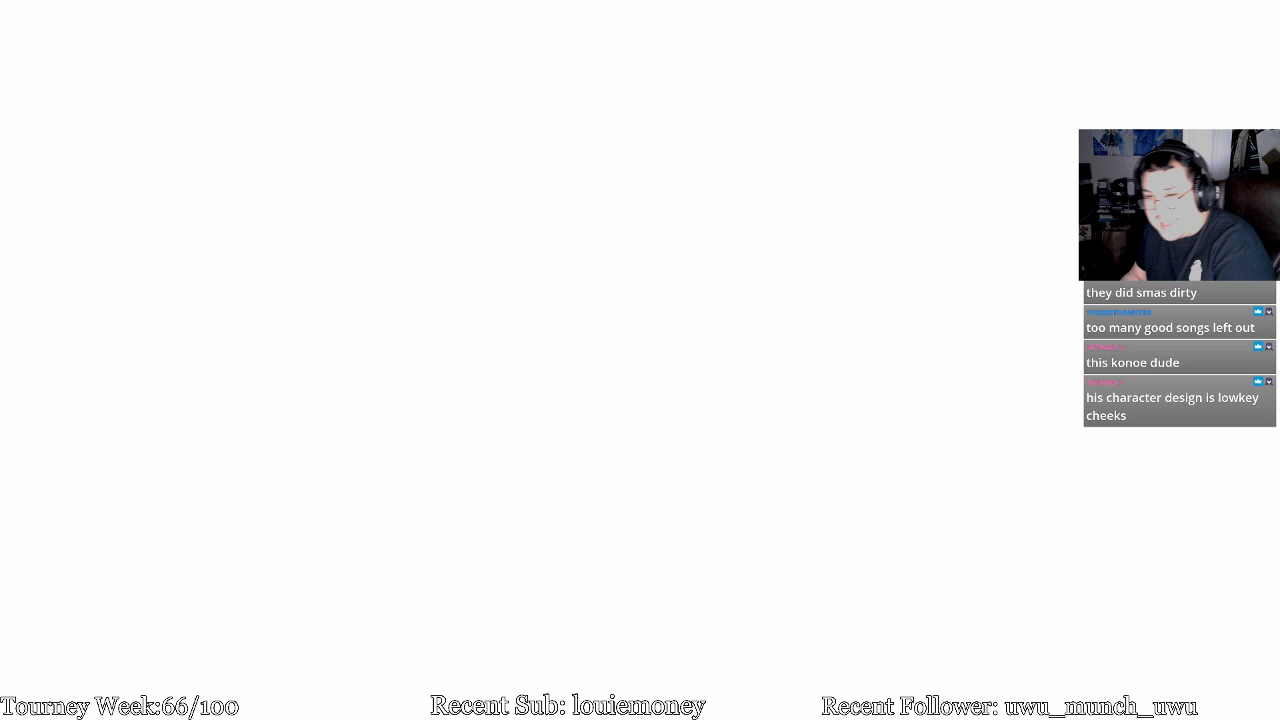 they did smas dirty
too many good songs left out
this konoe dude
his character design is lowkey
cheeks
Tourney Week:66/100
Recent Sub: louiemoney
Recent Follower: uwu_munch_uwu